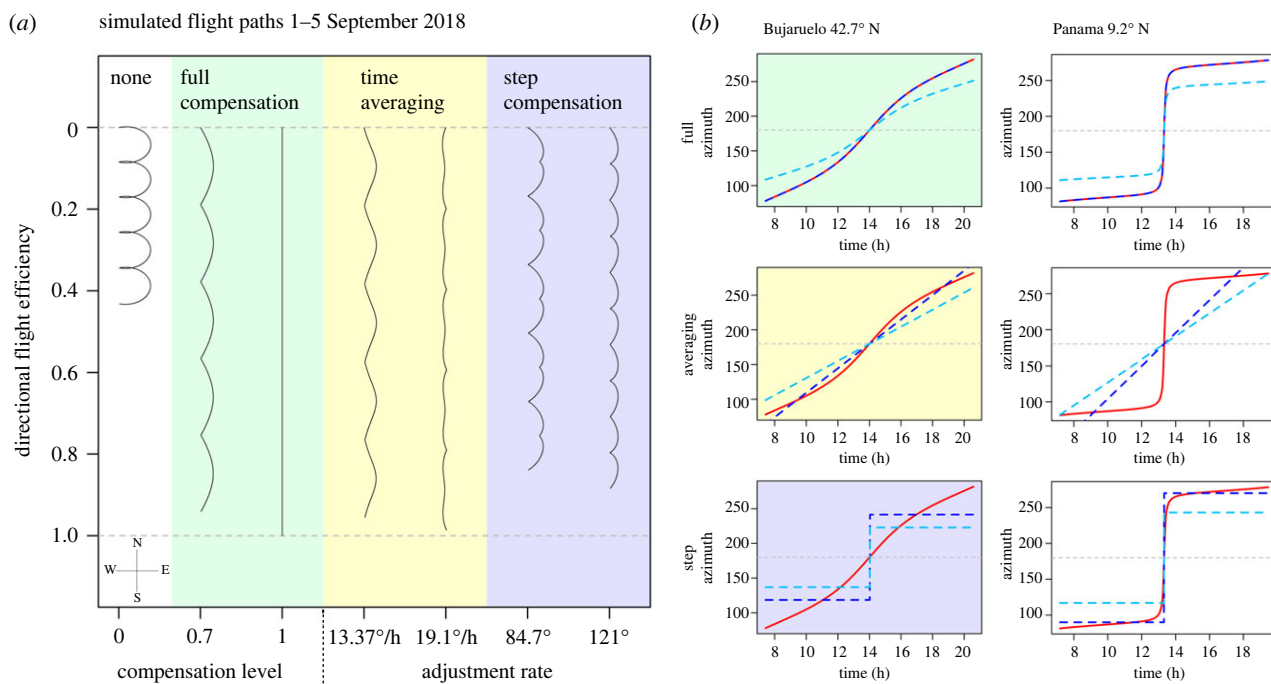 (a) simulated flight paths 1–5 September 2018
none
full compensation
time averaging
step compensation
directional flight efficiency
0
0.2
0.4
0.6
0.8
1.0
N
W E
S
0 0.7 1 13.37°/h 19.1°/h 84.7° 121°
compensation level adjustment rate
(b) Bujaruelo 42.7° N Panama 9.2° N
full azimuth
250
200
150
100
8 10 12 14 16 18 20
time (h)
azimuth
250
200
150
100
8 10 12 14 16 18
time (h)
averaging azimuth
250
200
150
100
8 10 12 14 16 18 20
time (h)
azimuth
250
200
150
100
8 10 12 14 16 18
time (h)
step azimuth
250
200
150
100
8 10 12 14 16 18 20
time (h)
azimuth
250
200
150
100
8 10 12 14 16 18
time (h)